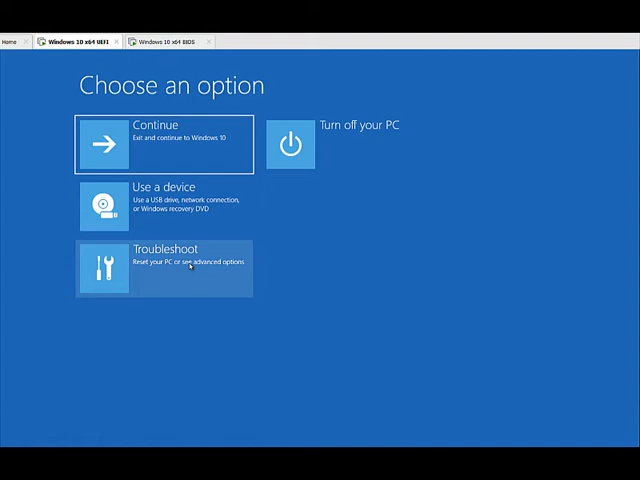 Home
Windows 10 x64 UEFI
Windows 10 x64 BIOS
Choose an option
Continue
Exit and continue to Windows 10
Turn off your PC
Use a device
Use a USB drive, network connection,
or Windows recovery DVD
Troubleshoot
Reset your PC or see advanced options